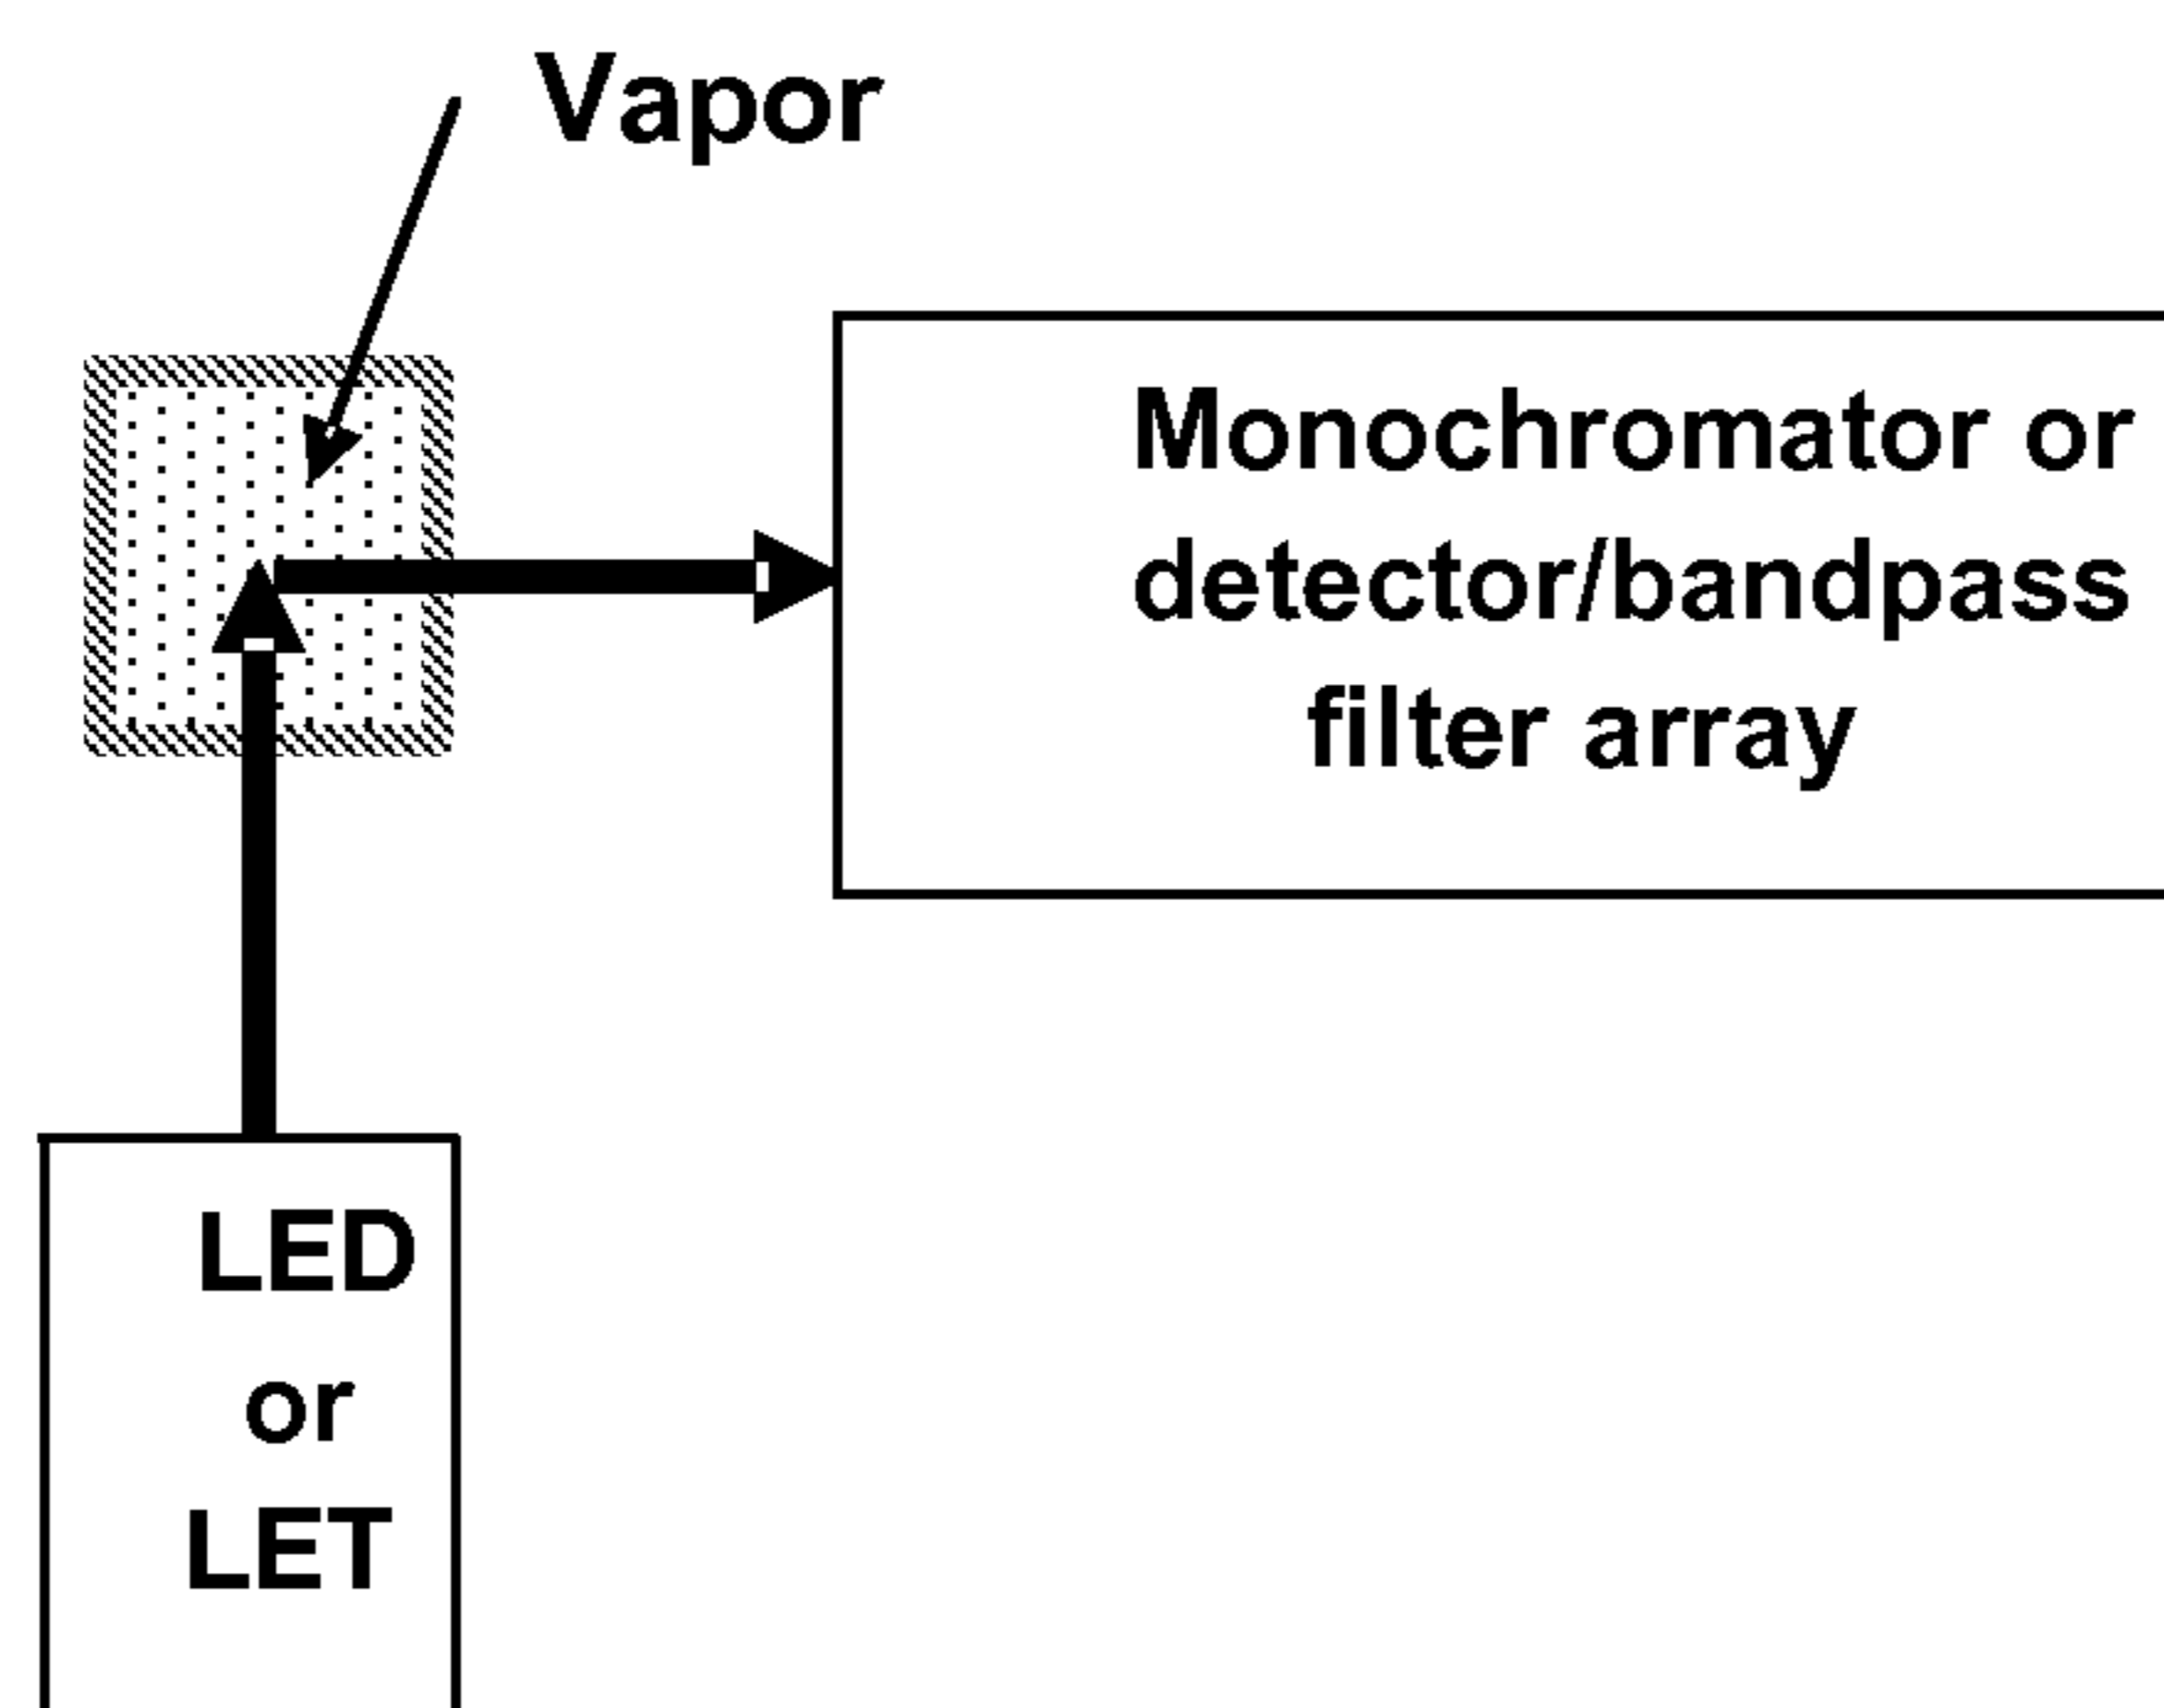 Vapor
Monochromator or
detector/bandpass
filter array
LED
or
LET